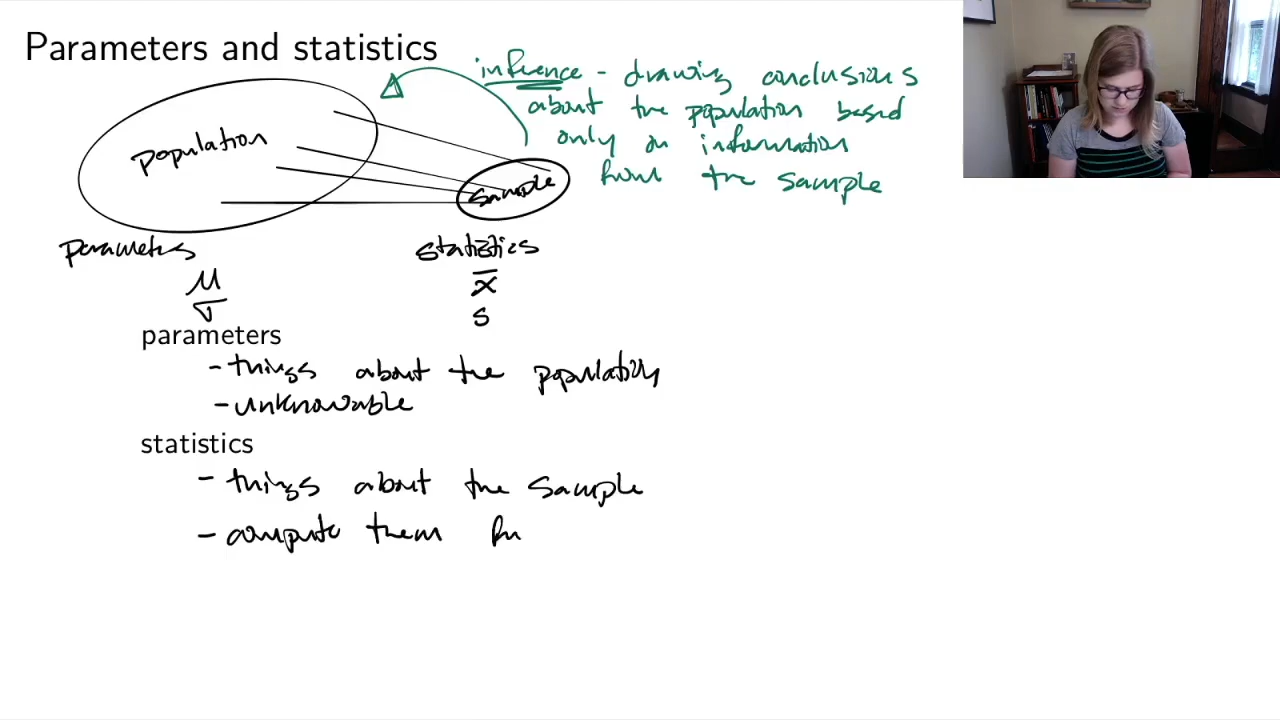 Parameters and statistics
inference - drawing conclusions
about the population based
only on information
from the sample
population
sample
parameters
statistics
μ
x̄
σ
s
parameters
- things about the population
- unknowable
statistics
- things about the sample
- compute them